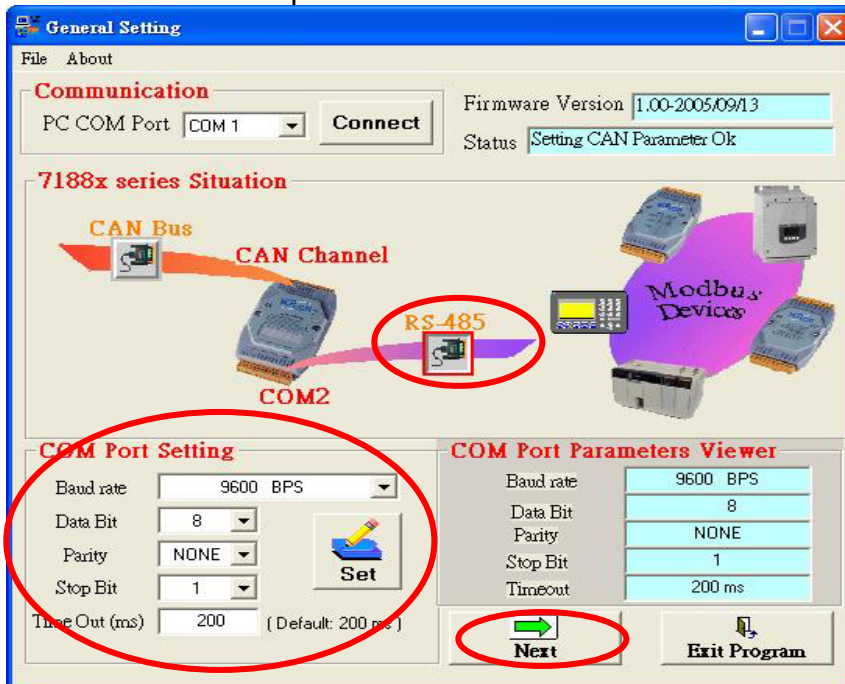 General Setting
File About
Communication
PC COM Port COM 1 Connect
Firmware Version 1.00-2005/09/13
Status Setting CAN Parameter Ok
7188x series Situation
CAN Bus
CAN Channel
RS-485
COM2
Modbus
Devices
COM Port Setting
Baud rate 9600 BPS
Data Bit 8
Parity NONE
Stop Bit 1
Time Out (ms) 200 ( Default: 200 ms )
Set
COM Port Parameters Viewer
Baud rate 9600 BPS
Data Bit 8
Parity NONE
Stop Bit 1
Timeout 200 ms
Next
Exit Program